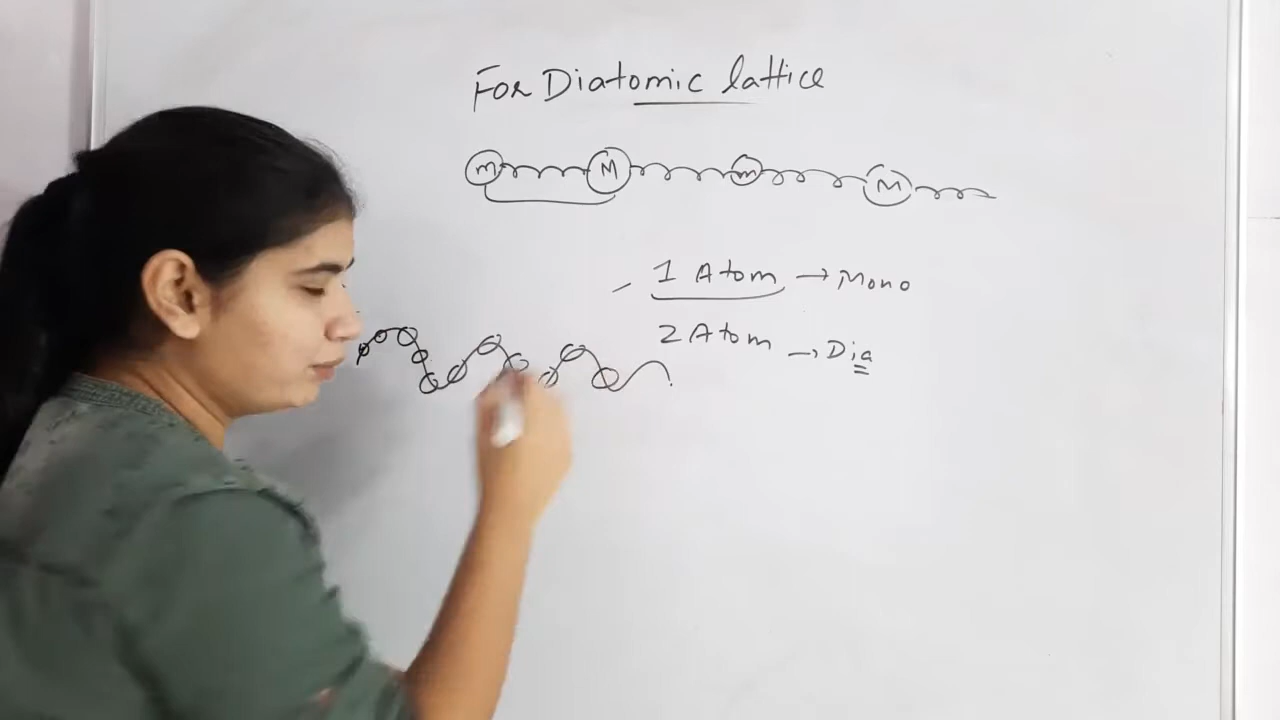 For Diatomic lattice
m M m M
1 Atom → Mono
2 Atom → Dia